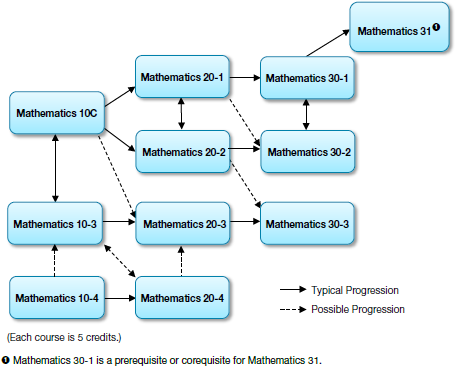 Mathematics 31❶
Mathematics 20-1
Mathematics 30-1
Mathematics 10C
Mathematics 20-2
Mathematics 30-2
Mathematics 10-3
Mathematics 20-3
Mathematics 30-3
Mathematics 10-4
Mathematics 20-4
Typical Progression
Possible Progression
(Each course is 5 credits.)
❶ Mathematics 30-1 is a prerequisite or corequisite for Mathematics 31.